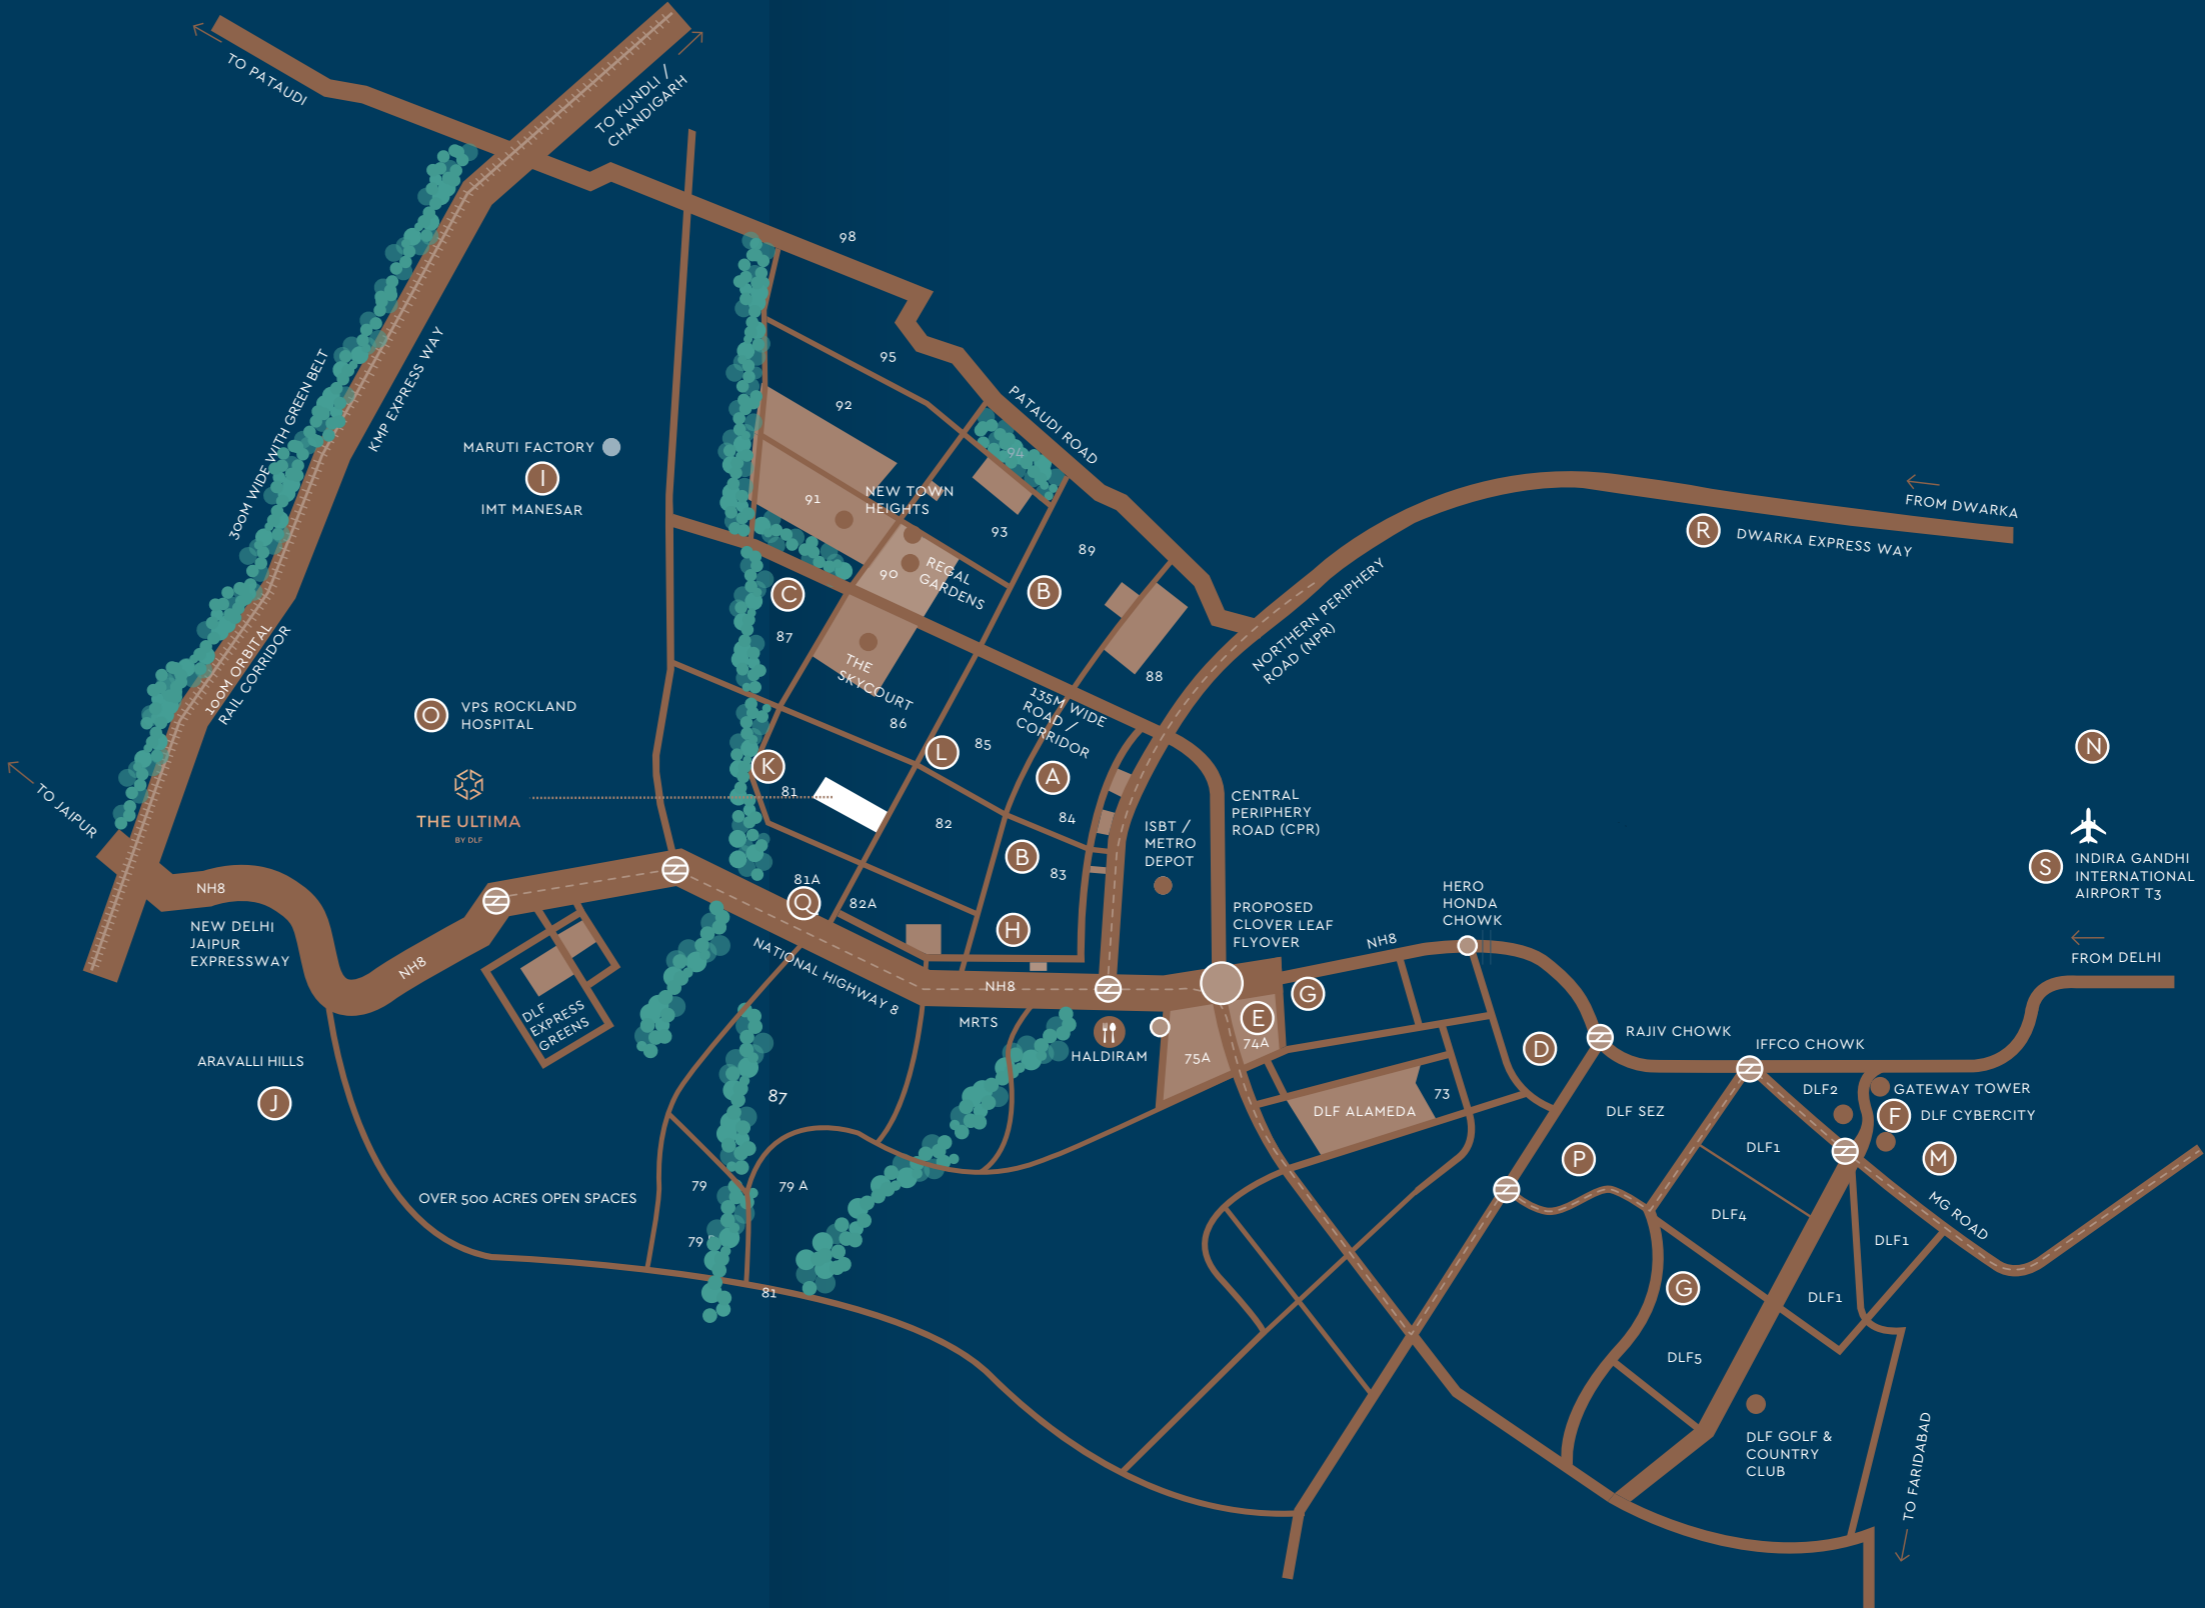 TO PATAUDI
TO KUNDLI /
CHANDIGARH
98
95
92
PATAUDI ROAD
94
300M WIDE WITH GREEN BELT
KMP EXPRESS WAY
MARUTI FACTORY
I
IMT MANESAR
91
NEW TOWN
HEIGHTS
93
89
FROM DWARKA
R
DWARKA EXPRESS WAY
90
REGAL
GARDENS
B
C
87
NORTHERN PERIPHERY
ROAD (NPR)
100M ORBITAL
RAIL CORRIDOR
THE
SKYCOURT
88
O
VPS ROCKLAND
HOSPITAL
86
L
85
135M WIDE
ROAD /
CORRIDOR
A
N
TO JAIPUR
THE ULTIMA
BY DLF
K
81
82
84
ISBT /
METRO
DEPOT
CENTRAL
PERIPHERY
ROAD (CPR)
S
INDIRA GANDHI
INTERNATIONAL
AIRPORT T3
NH8
NEW DELHI
JAIPUR
EXPRESSWAY
B
83
81A
Q
82A
H
PROPOSED
CLOVER LEAF
FLYOVER
HERO
HONDA
CHOWK
NH8
FROM DELHI
NH8
NATIONAL HIGHWAY 8
NH8
MRTS
G
DLF
EXPRESS
GREENS
HALDIRAM
75A
E
74A
D
RAJIV CHOWK
IFFCO CHOWK
ARAVALLI HILLS
J
87
DLF ALAMEDA
73
DLF SEZ
DLF2
GATEWAY TOWER
F
DLF CYBERCITY
DLF1
P
M
OVER 500 ACRES OPEN SPACES
79
79 A
79
81
DLF4
MG ROAD
DLF1
G
DLF1
DLF5
DLF GOLF &
COUNTRY
CLUB
TO FARIDABAD